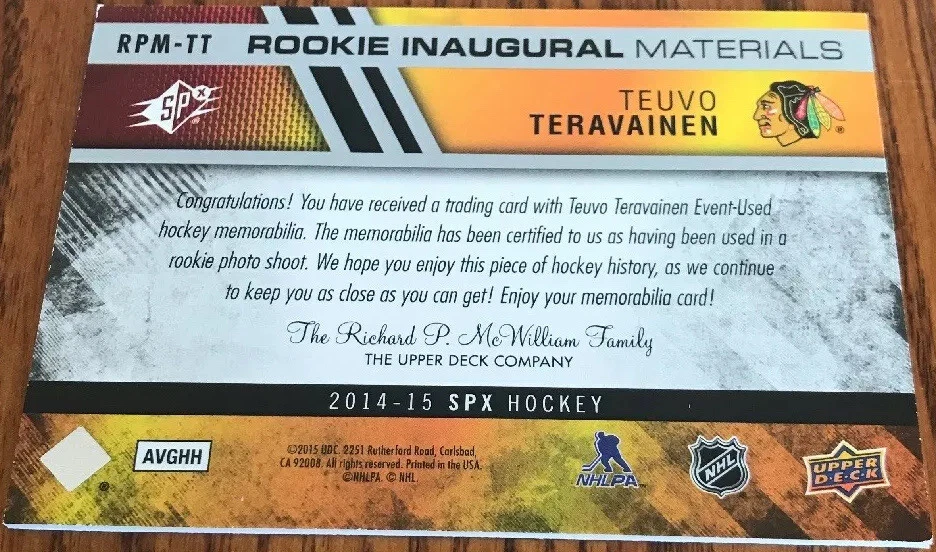 RPM-TT ROOKIE INAUGURAL MATERIALS
SPX
TEUVO
TERAVAINEN
Congratulations! You have received a trading card with Teuvo Teravainen Event-Used
hockey memorabilia. The memorabilia has been certified to us as having been used in a
rookie photo shoot. We hope you enjoy this piece of hockey history, as we continue
to keep you as close as you can get! Enjoy your memorabilia card!
The Richard P. McWilliam Family
THE UPPER DECK COMPANY
2014-15 SPX HOCKEY
AVGHH
©2015 UDC. 2251 Rutherford Road, Carlsbad,
CA 92008. All rights reserved. Printed in the USA.
©NHLPA. © NHL.
NHLPA
NHL
UPPER
D·E·C·K